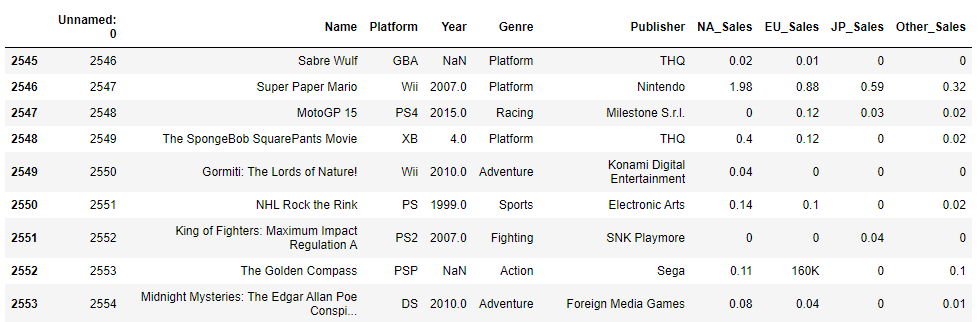 Unnamed: 0 Name Platform Year Genre Publisher NA_Sales EU_Sales JP_Sales Other_Sales
2545 2546 Sabre Wulf GBA NaN Platform THQ 0.02 0.01 0 0
2546 2547 Super Paper Mario Wii 2007.0 Platform Nintendo 1.98 0.88 0.59 0.32
2547 2548 MotoGP 15 PS4 2015.0 Racing Milestone S.r.l. 0 0.12 0.03 0.02
2548 2549 The SpongeBob SquarePants Movie XB 4.0 Platform THQ 0.4 0.12 0 0.02
2549 2550 Gormiti: The Lords of Nature! Wii 2010.0 Adventure Konami Digital Entertainment 0.04 0 0 0
2550 2551 NHL Rock the Rink PS 1999.0 Sports Electronic Arts 0.14 0.1 0 0.02
2551 2552 King of Fighters: Maximum Impact Regulation A PS2 2007.0 Fighting SNK Playmore 0 0 0.04 0
2552 2553 The Golden Compass PSP NaN Action Sega 0.11 160K 0 0.1
2553 2554 Midnight Mysteries: The Edgar Allan Poe Conspi... DS 2010.0 Adventure Foreign Media Games 0.08 0.04 0 0.01